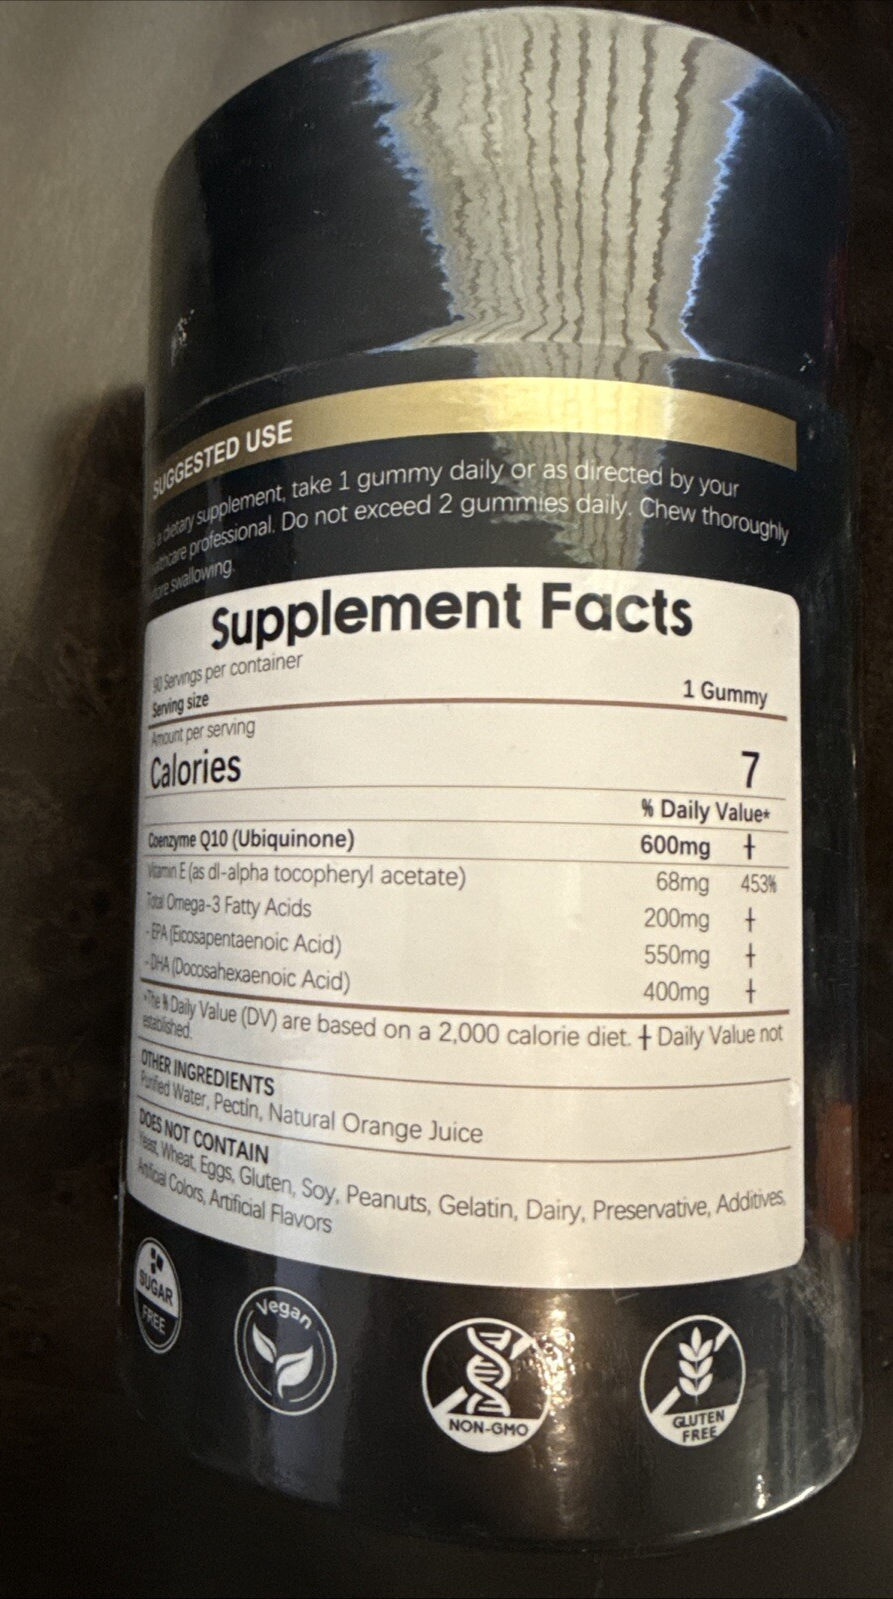 SUGGESTED USE
a dietary supplement, take 1 gummy daily or as directed by your
professional. Do not exceed 2 gummies daily. Chew thoroughly
swallowing.
Supplement Facts
90 Servings per container
Serving size 1 Gummy
Amount per serving
Calories 7
% Daily Value*
Coenzyme Q10 (Ubiquinone) 600mg †
Vitamin E (as dl-alpha tocopheryl acetate) 68mg 453%
Total Omega-3 Fatty Acids 200mg †
- EPA (Eicosapentaenoic Acid) 550mg †
- DHA (Docosahexaenoic Acid) 400mg †
*The % Daily Value (DV) are based on a 2,000 calorie diet. † Daily Value not
established.
OTHER INGREDIENTS
Purified Water, Pectin, Natural Orange Juice
DOES NOT CONTAIN
Yeast, Wheat, Eggs, Gluten, Soy, Peanuts, Gelatin, Dairy, Preservative, Additives,
Artificial Colors, Artificial Flavors
SUGAR
FREE
Vegan
NON-GMO
GLUTEN
FREE